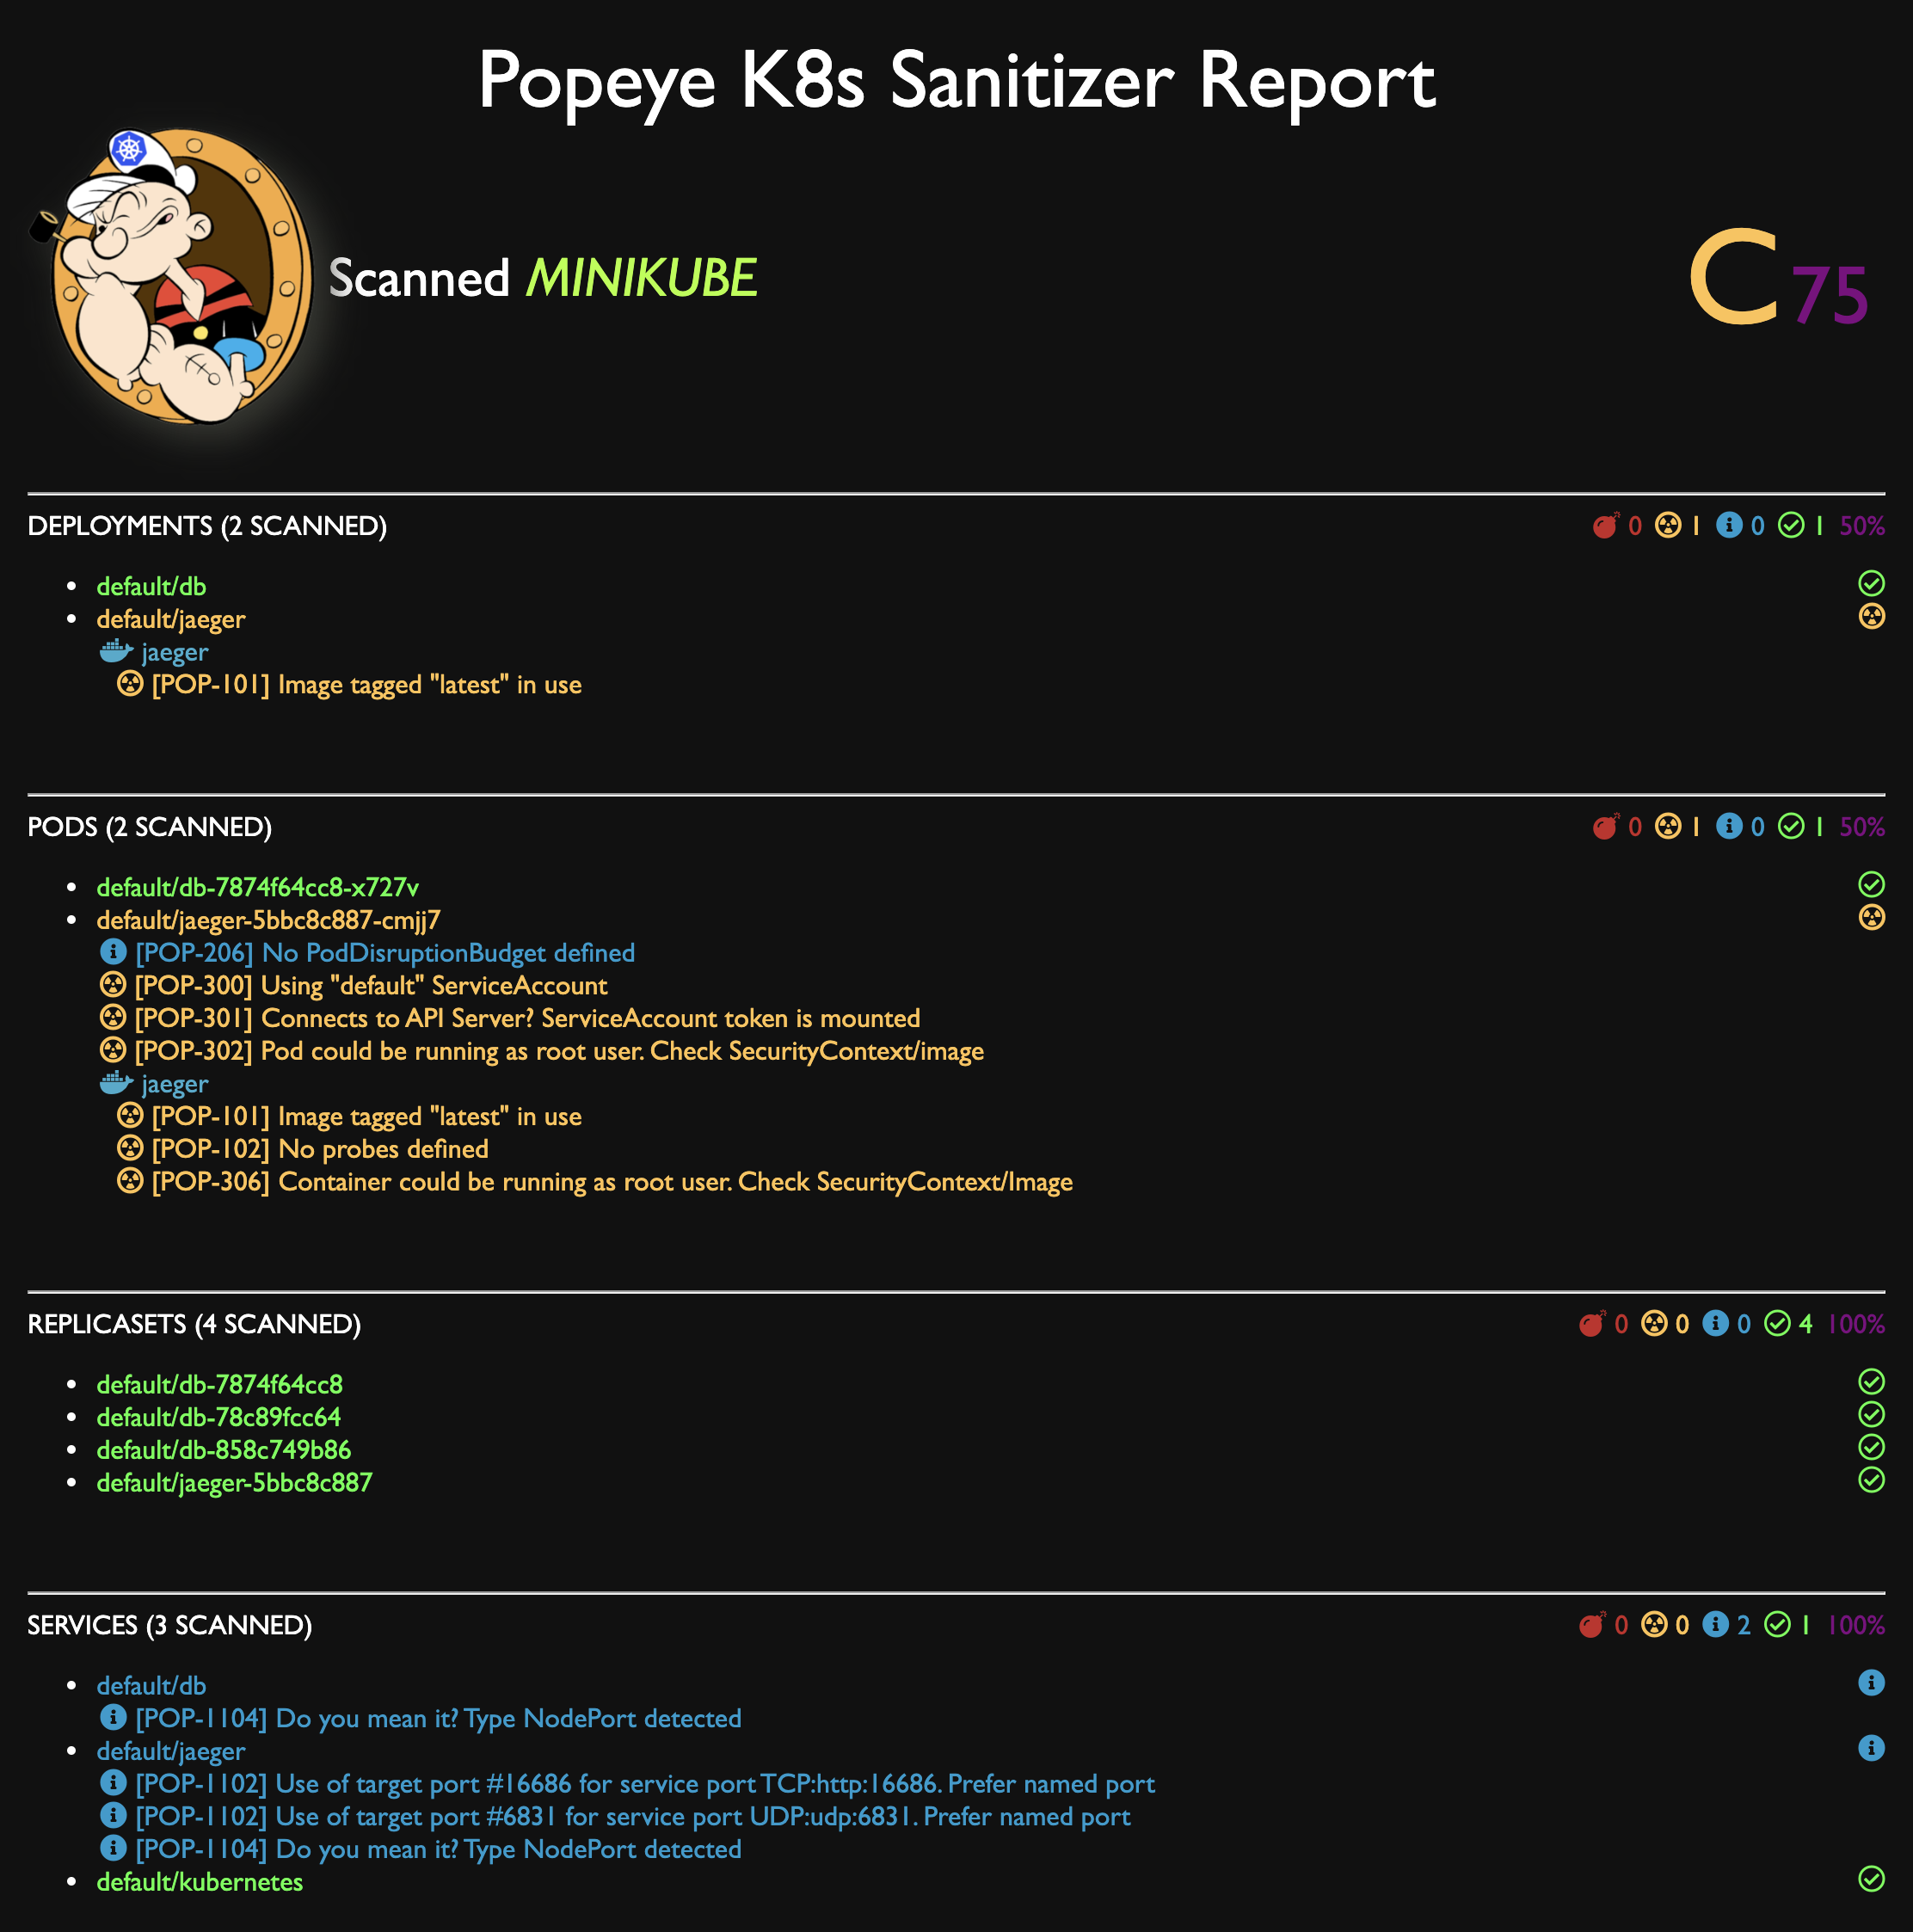 Popeye K8s Sanitizer Report
Scanned MINIKUBE
C 75
DEPLOYMENTS (2 SCANNED) 0 1 0 1 50%
default/db
default/jaeger
jaeger
[POP-101] Image tagged "latest" in use
PODS (2 SCANNED) 0 1 0 1 50%
default/db-7874f64cc8-x727v
default/jaeger-5bbc8c887-cmjj7
[POP-206] No PodDisruptionBudget defined
[POP-300] Using "default" ServiceAccount
[POP-301] Connects to API Server? ServiceAccount token is mounted
[POP-302] Pod could be running as root user. Check SecurityContext/image
jaeger
[POP-101] Image tagged "latest" in use
[POP-102] No probes defined
[POP-306] Container could be running as root user. Check SecurityContext/Image
REPLICASETS (4 SCANNED) 0 0 0 4 100%
default/db-7874f64cc8
default/db-78c89fcc64
default/db-858c749b86
default/jaeger-5bbc8c887
SERVICES (3 SCANNED) 0 0 2 1 100%
default/db
[POP-1104] Do you mean it? Type NodePort detected
default/jaeger
[POP-1102] Use of target port #16686 for service port TCP:http:16686. Prefer named port
[POP-1102] Use of target port #6831 for service port UDP:udp:6831. Prefer named port
[POP-1104] Do you mean it? Type NodePort detected
default/kubernetes